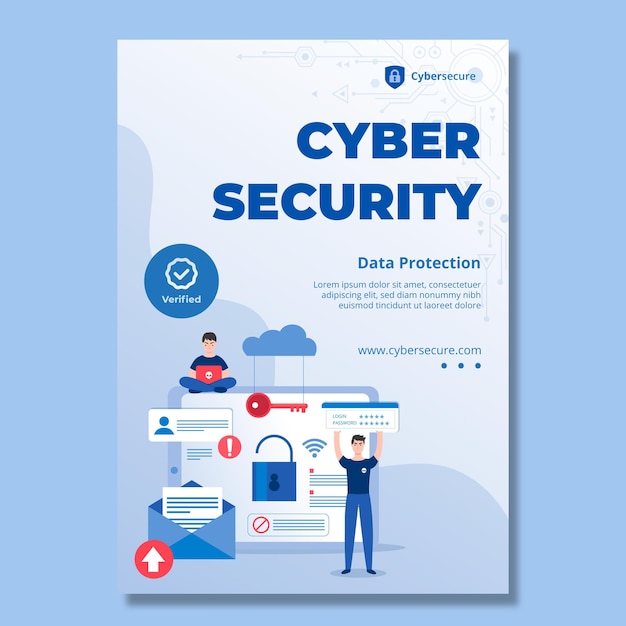 Cybersecure
CYBER
SECURITY
Data Protection
Lorem ipsum dolor sit amet, consectetuer
adipiscing elit, sed diam nonummy nibh
euismod tincidunt ut laoreet dolore
Verified
www.cybersecure.com
LOGIN *****
PASSWORD *****